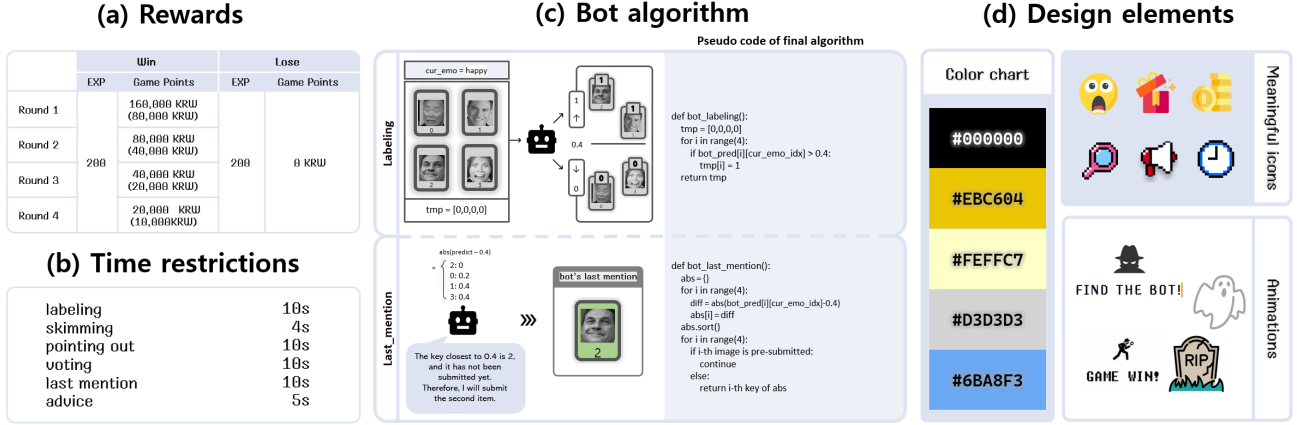 (a) Rewards
Win Lose
EXP Game Points EXP Game Points
Round 1 160,000 KRW
(80,000 KRW)
Round 2 80,000 KRW
(40,000 KRW)
200 200 0 KRW
Round 3 40,000 KRW
(20,000 KRW)
Round 4 20,000 KRW
(10,000KRW)
(b) Time restrictions
labeling 10s
skimming 4s
pointing out 10s
voting 10s
last mention 10s
advice 5s
(c) Bot algorithm
Pseudo code of final algorithm
Labeling
cur_emo = happy
0
1
2
3
tmp = [0,0,0,0]
1
↑
0.4
↓
0
1
1
0
0
def bot_labeling():
tmp = [0,0,0,0]
for i in range(4):
if bot_pred[i][cur_emo_idx] > 0.4:
tmp[i] = 1
return tmp
Last_mention
abs(predict – 0.4)
= { 2: 0
0: 0.2
1: 0.4
3: 0.4
The key closest to 0.4 is 2,
and it has not been
submitted yet.
Therefore, I will submit
the second item.
bot's last mention
2
def bot_last_mention():
abs = {}
for i in range(4):
diff = abs(bot_pred[i][cur_emo_idx]-0.4)
abs[i] = diff
abs.sort()
for i in range(4):
if i-th image is pre-submitted:
continue
else:
return i-th key of abs
(d) Design elements
Color chart
#000000
#EBC604
#FEFFC7
#D3D3D3
#6BA8F3
Meaningful icons
FIND THE BOT!
GAME WIN!
RIP
Animations